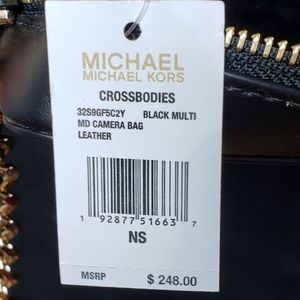 MICHAEL
MICHAEL KORS
CROSSBODIES
32S9GF5C2Y BLACK MULTI
MD CAMERA BAG
LEATHER
1 92877 51663 7
NS
MSRP $ 248.00